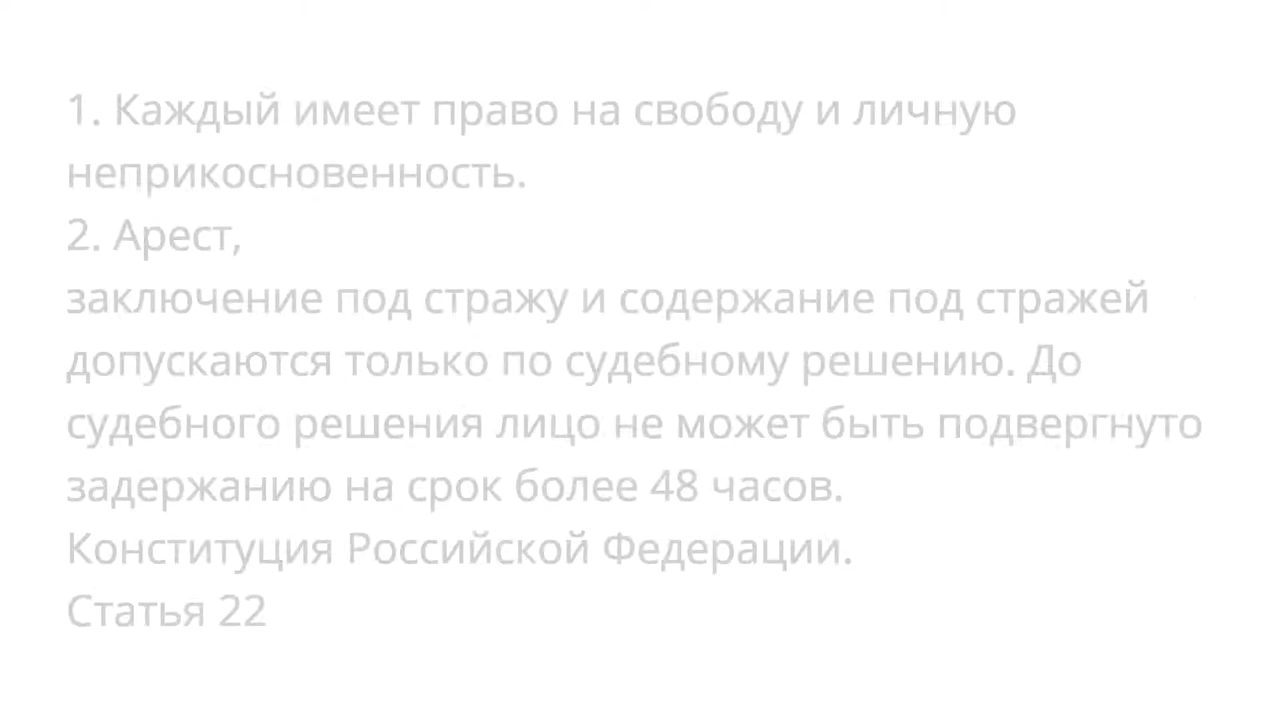 1. Каждый имеет право на свободу и личную
неприкосновенность.
2. Арест,
заключение под стражу и содержание под стражей
допускаются только по судебному решению. До
судебного решения лицо не может быть подвергнуто
задержанию на срок более 48 часов.
Конституция Российской Федерации.
Статья 22